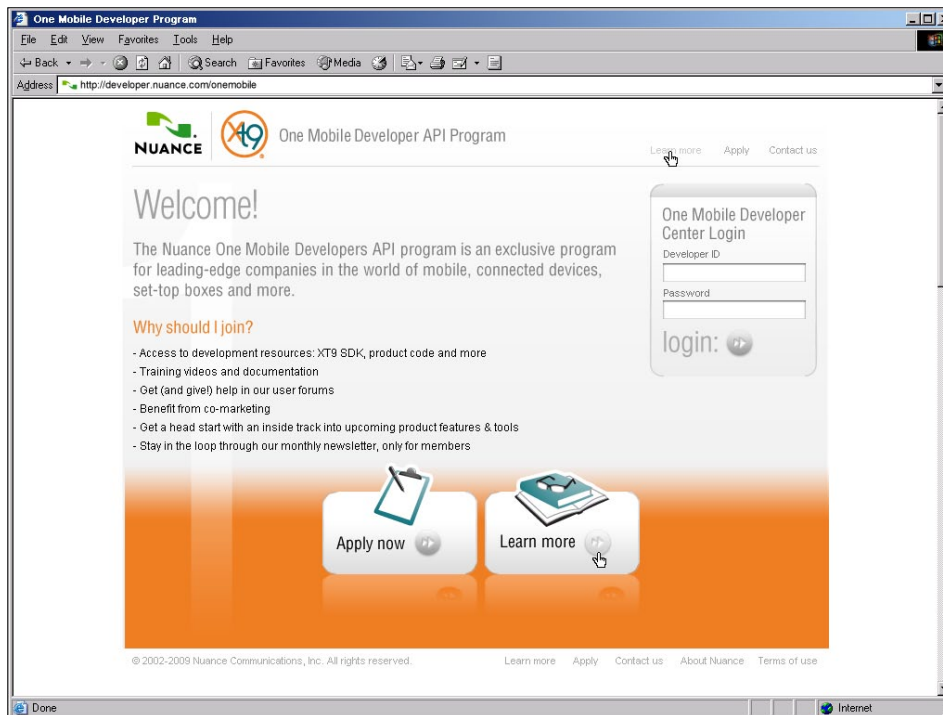 One Mobile Developer Program
File Edit View Favorites Tools Help
Back Search Favorites Media
Address http://developer.nuance.com/onemobile
NUANCE XT9 One Mobile Developer API Program
Learn more Apply Contact us
Welcome!
The Nuance One Mobile Developers API program is an exclusive program
for leading-edge companies in the world of mobile, connected devices,
set-top boxes and more.
Why should I join?
- Access to development resources: XT9 SDK, product code and more
- Training videos and documentation
- Get (and give!) help in our user forums
- Benefit from co-marketing
- Get a head start with an inside track into upcoming product features & tools
- Stay in the loop through our monthly newsletter, only for members
One Mobile Developer
Center Login
Developer ID
Password
login:
Apply now
Learn more
© 2002-2009 Nuance Communications, Inc. All rights reserved. Learn more Apply Contact us About Nuance Terms of use
Done Internet